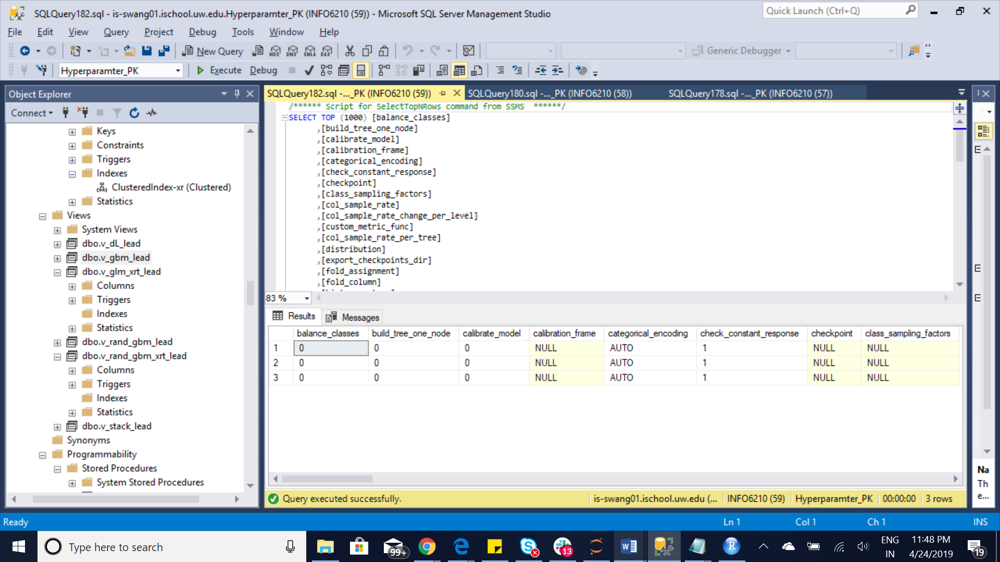 SQLQuery182.sql - is-swang01.ischool.uw.edu.Hyperparamter_PK (INFO6210 (59)) - Microsoft SQL Server Management Studio
Quick Launch (Ctrl+Q)
File Edit View Query Project Debug Tools Window Help
New Query
MDX DMX XMLA DAX
Generic Debugger
Hyperparamter_PK
Execute Debug
Object Explorer
Connect
Keys
Constraints
Triggers
Indexes
ClusteredIndex-xr (Clustered)
Statistics
Views
System Views
dbo.v_dL_lead
dbo.v_gbm_lead
dbo.v_glm_xrt_lead
Columns
Triggers
Indexes
Statistics
dbo.v_rand_gbm_lead
dbo.v_rand_gbm_xrt_lead
Columns
Triggers
Indexes
Statistics
dbo.v_stack_lead
Synonyms
Programmability
Stored Procedures
System Stored Procedures
SQLQuery182.sql -..._PK (INFO6210 (59))
SQLQuery180.sql -..._PK (INFO6210 (58))
SQLQuery178.sql -..._PK (INFO6210 (57))
/****** Script for SelectTopNRows command from SSMS  ******/
SELECT TOP (1000) [balance_classes]
,[build_tree_one_node]
,[calibrate_model]
,[calibration_frame]
,[categorical_encoding]
,[check_constant_response]
,[checkpoint]
,[class_sampling_factors]
,[col_sample_rate]
,[col_sample_rate_change_per_level]
,[custom_metric_func]
,[col_sample_rate_per_tree]
,[distribution]
,[export_checkpoints_dir]
,[fold_assignment]
,[fold_column]
83 %
Results Messages
balance_classes build_tree_one_node calibrate_model calibration_frame categorical_encoding check_constant_response checkpoint class_sampling_factors
1 0 0 0 NULL AUTO 1 NULL NULL
2 0 0 0 NULL AUTO 1 NULL NULL
3 0 0 0 NULL AUTO 1 NULL NULL
Query executed successfully.
is-swang01.ischool.uw.edu (... INFO6210 (59) Hyperparamter_PK 00:00:00 3 rows
Na
Th
e...
Ready
Ln 1 Col 1 Ch 1 INS
Type here to search
99+
13
W
R
ENG
IN
11:48 PM
4/24/2019
19